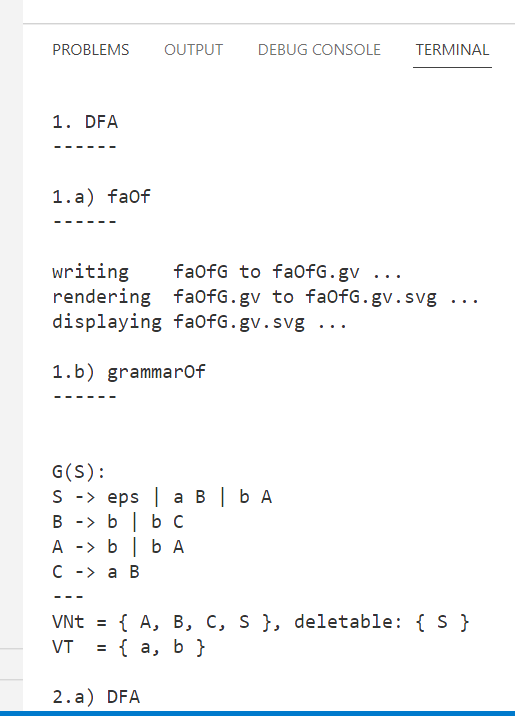 PROBLEMS OUTPUT DEBUG CONSOLE TERMINAL
1. DFA
------
1.a) faOf
------
writing    faOfG to faOfG.gv ...
rendering  faOfG.gv to faOfG.gv.svg ...
displaying faOfG.gv.svg ...
1.b) grammarOf
------
G(S):
S -> eps | a B | b A
B -> b | b C
A -> b | b A
C -> a B
---
VNt = { A, B, C, S }, deletable: { S }
VT  = { a, b }
2.a) DFA